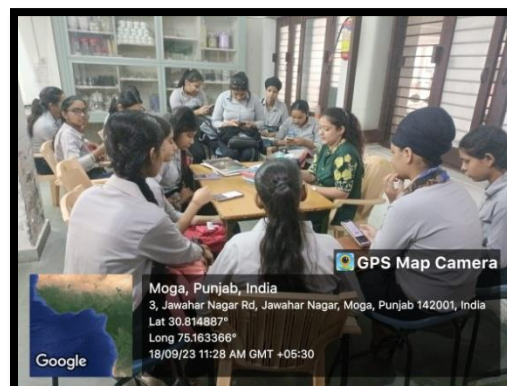 GPS Map Camera
Moga, Punjab, India
3, Jawahar Nagar Rd, Jawahar Nagar, Moga, Punjab 142001, India
Lat 30.814887°
Long 75.163366°
18/09/23 11:28 AM GMT +05:30
Google